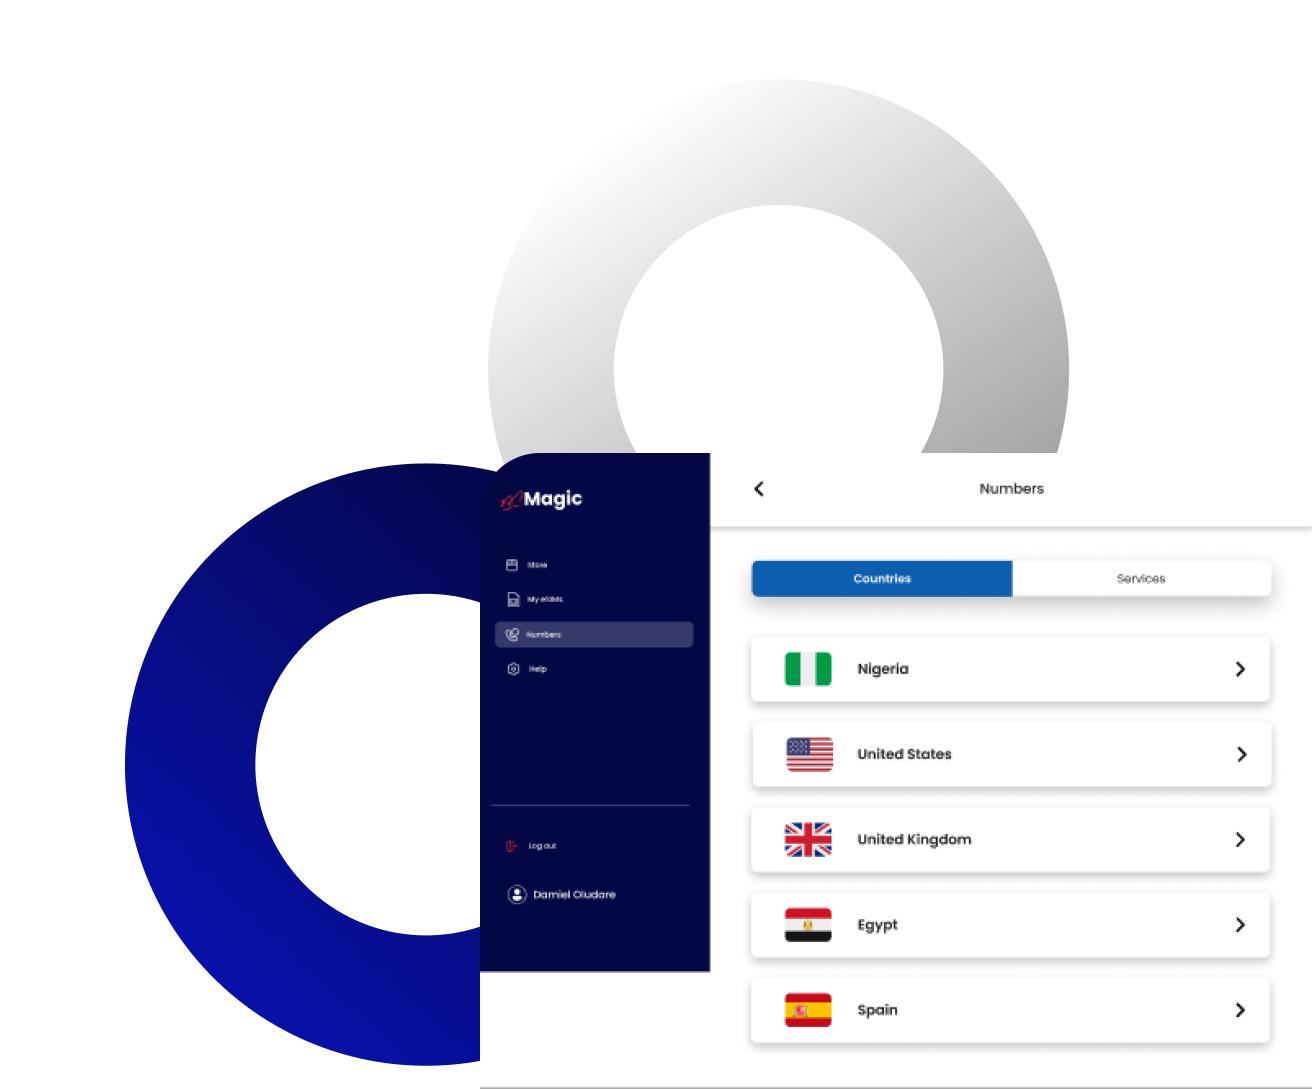 Magic
Store
My eSIMs
Numbers
Help
Log out
Damiel Oludare
Numbers
Countries
Services
Nigeria
United States
United Kingdom
Egypt
Spain